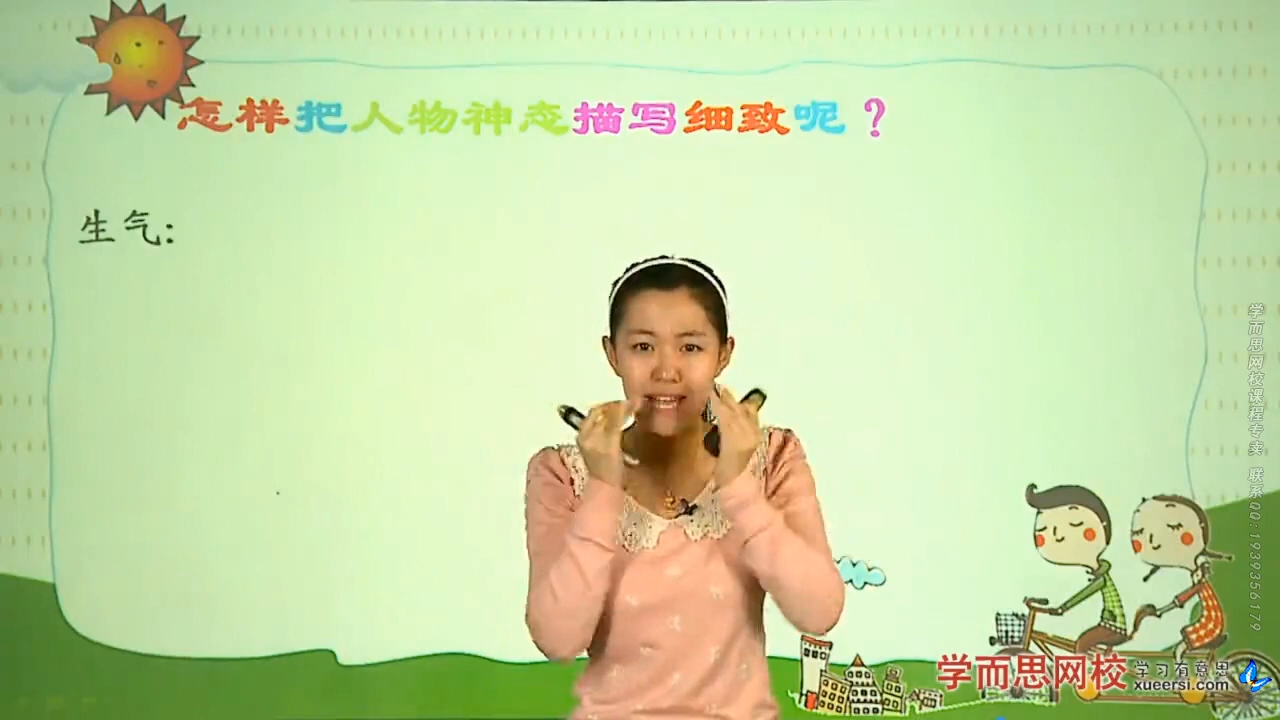 怎样把人物神态描写细致呢？
生气:
学而思网校课程专卖 联系QQ:1939356179
学而思网校
学习有意思
xueersi.com